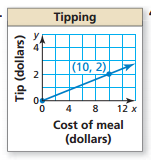 Tipping
y
Tip (dollars)
4
2
0
(10, 2)
0 4 8 12 x
Cost of meal
(dollars)